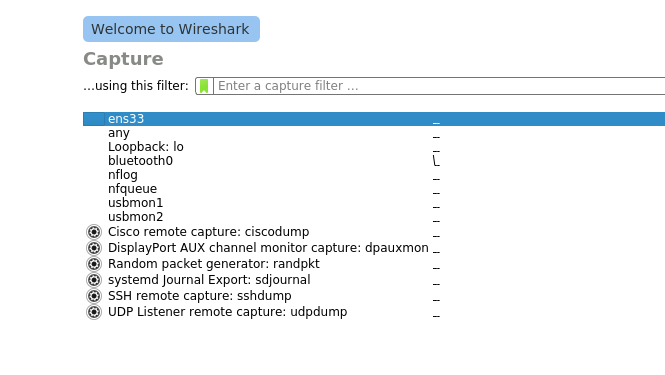 Welcome to Wireshark
Capture
...using this filter: Enter a capture filter ...
ens33
any
Loopback: lo
bluetooth0
nflog
nfqueue
usbmon1
usbmon2
Cisco remote capture: ciscodump
DisplayPort AUX channel monitor capture: dpauxmon
Random packet generator: randpkt
systemd Journal Export: sdjournal
SSH remote capture: sshdump
UDP Listener remote capture: udpdump